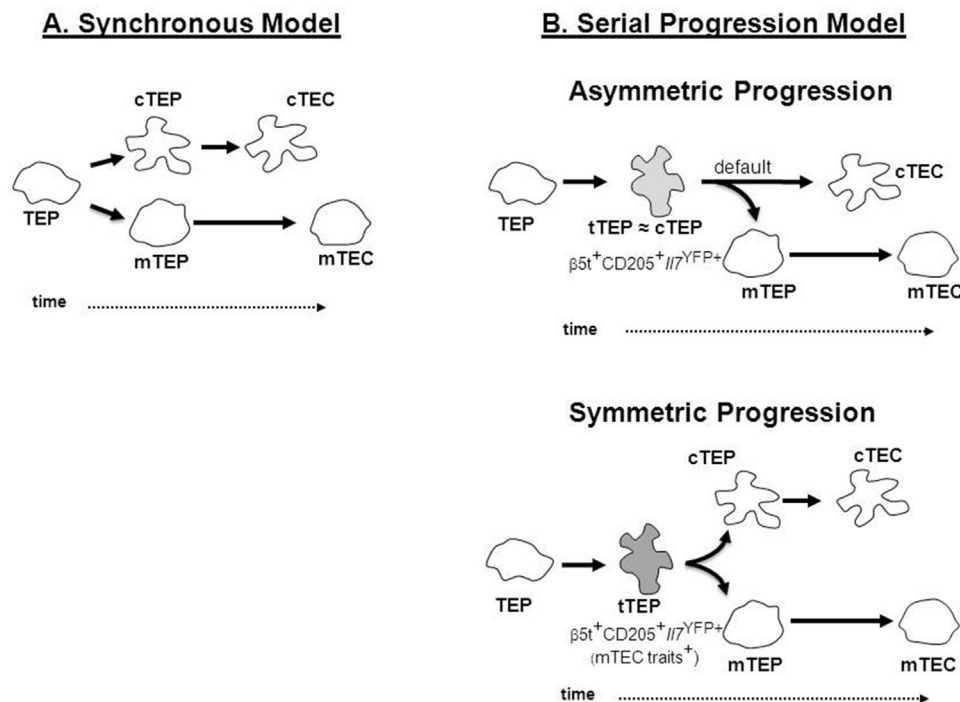 A. Synchronous Model
cTEP
cTEC
TEP
mTEP
mTEC
time
B. Serial Progression Model
Asymmetric Progression
default
cTEC
TEP
tTEP ≈ cTEP
β5t⁺CD205⁺Il7ʸᶠᴾ⁺
mTEP
mTEC
time
Symmetric Progression
cTEP
cTEC
TEP
tTEP
β5t⁺CD205⁺Il7ʸᶠᴾ⁺
(mTEC traits⁺)
mTEP
mTEC
time